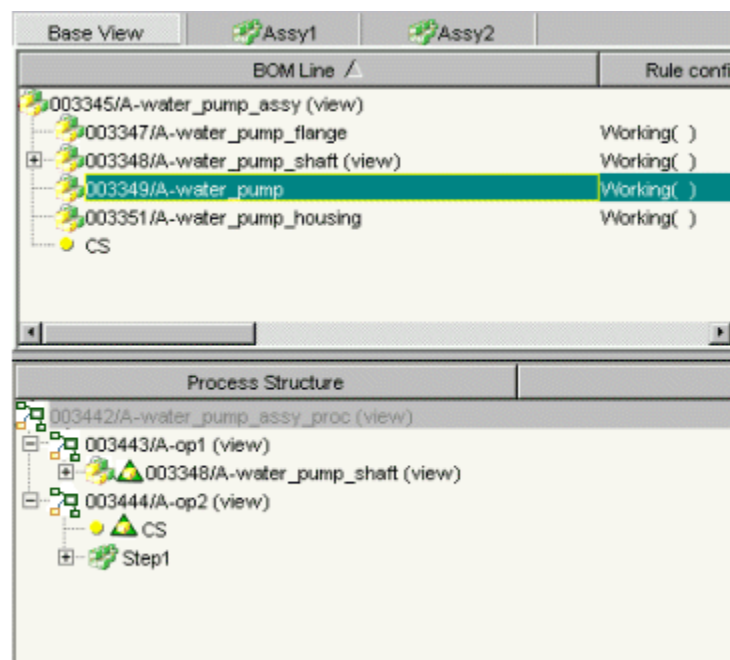 Base View Assy1 Assy2
BOM Line Rule confi
003345/A-water_pump_assy (view)
003347/A-water_pump_flange Working( )
003348/A-water_pump_shaft (view) Working( )
003349/A-water_pump Working( )
003351/A-water_pump_housing Working( )
CS
Process Structure
003442/A-water_pump_assy_proc (view)
003443/A-op1 (view)
003348/A-water_pump_shaft (view)
003444/A-op2 (view)
CS
Step1